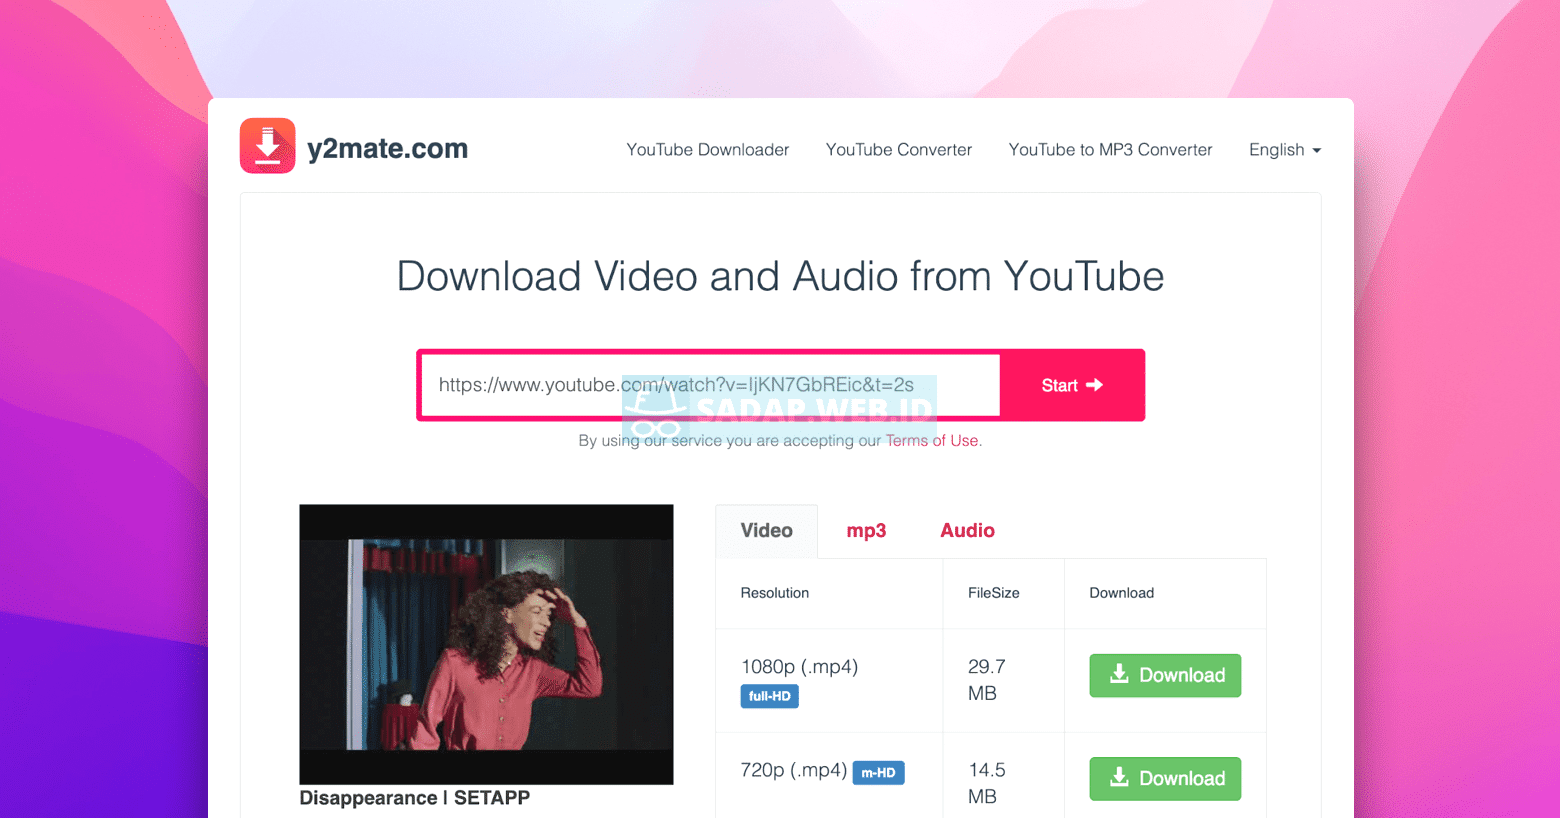 y2mate.com
YouTube Downloader
YouTube Converter
YouTube to MP3 Converter
English
Download Video and Audio from YouTube
https://www.youtube.com/watch?v=IjKN7GbREic&t=2s
Start
SADAP.WEB.ID
By using our service you are accepting our Terms of Use.
Video
mp3
Audio
Resolution
FileSize
Download
1080p (.mp4)
full-HD
29.7
MB
Download
720p (.mp4) m-HD
14.5
MB
Download
Disappearance | SETAPP